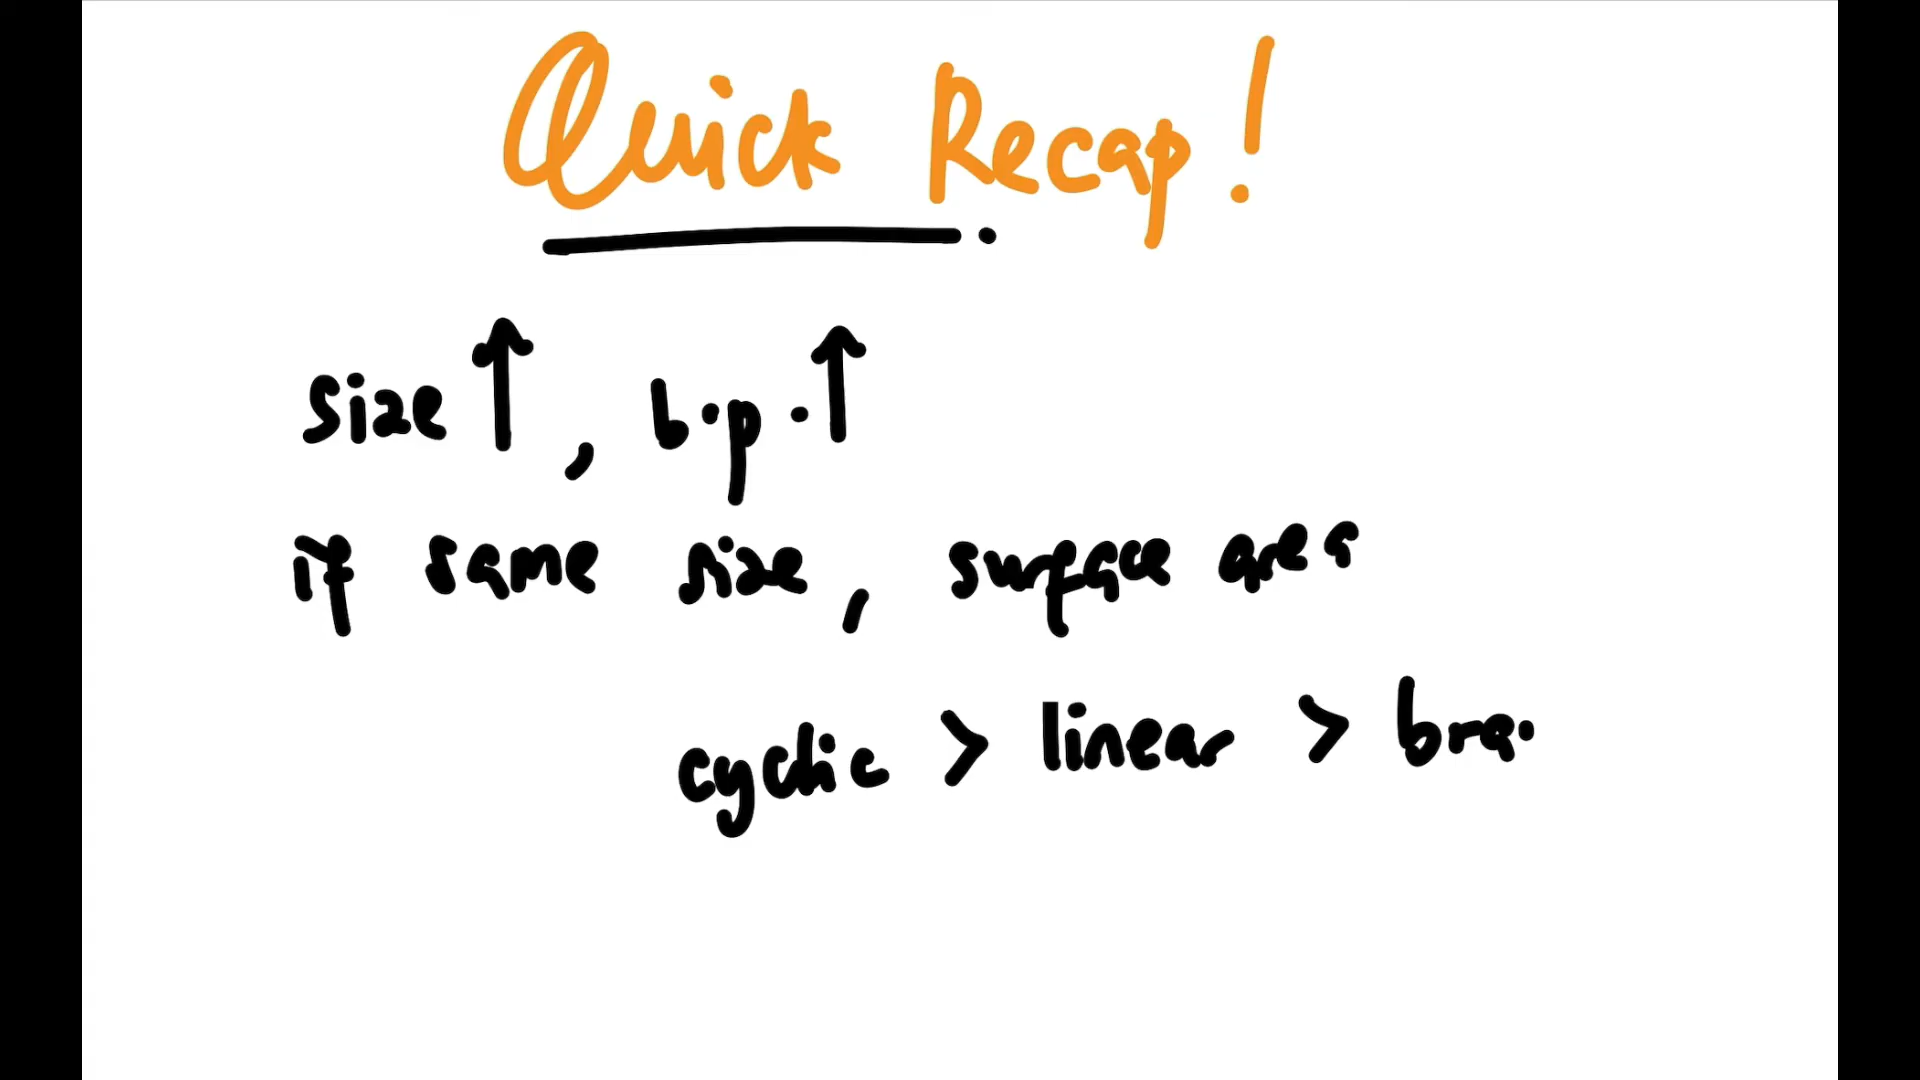 Quick Recap!
size ↑, b.p. ↑
if same size, surface area
cyclic > linear > bra.